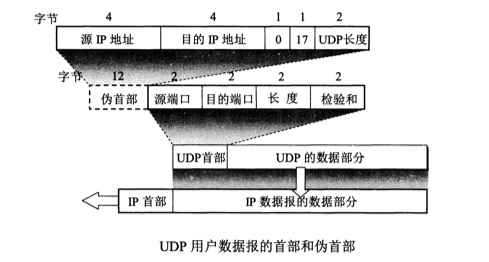 字节 4 4 1 1 2
源 IP 地址 目的 IP 地址 0 17 UDP长度
字节 12 2 2 2 2
伪首部 源端口 目的端口 长 度 检验和
UDP首部 UDP 的数据部分
IP 首部 IP 数据报的数据部分
UDP 用户数据报的首部和伪首部